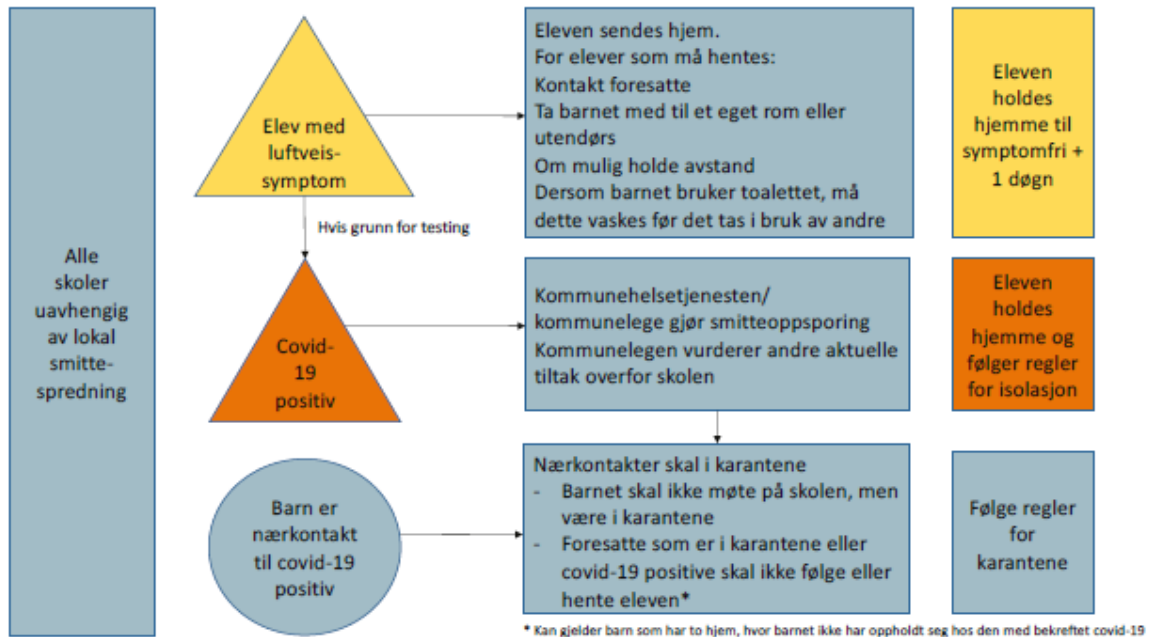 Alle
skoler
uavhengig
av lokal
smitte-
spredning
Elev med
luftveis-
symptom
Eleven sendes hjem.
For elever som må hentes:
Kontakt foresatte
Ta barnet med til et eget rom eller
utendørs
Om mulig holde avstand
Dersom barnet bruker toalettet, må
dette vaskes før det tas i bruk av andre
Eleven
holdes
hjemme til
symptomfri +
1 døgn
Hvis grunn for testing
Covid-
19
positiv
Kommunehelsetjenesten/
kommunelege gjør smitteoppsporing
Kommunelegen vurderer andre aktuelle
tiltak overfor skolen
Eleven
holdes
hjemme og
følger regler
for isolasjon
Barn er
nærkontakt
til covid-19
positiv
Nærkontakter skal i karantene
- Barnet skal ikke møte på skolen, men
være i karantene
- Foresatte som er i karantene eller
covid-19 positive skal ikke følge eller
hente eleven*
Følge regler
for
karantene
* Kan gjelder barn som har to hjem, hvor barnet ikke har oppholdt seg hos den med bekreftet covid-19